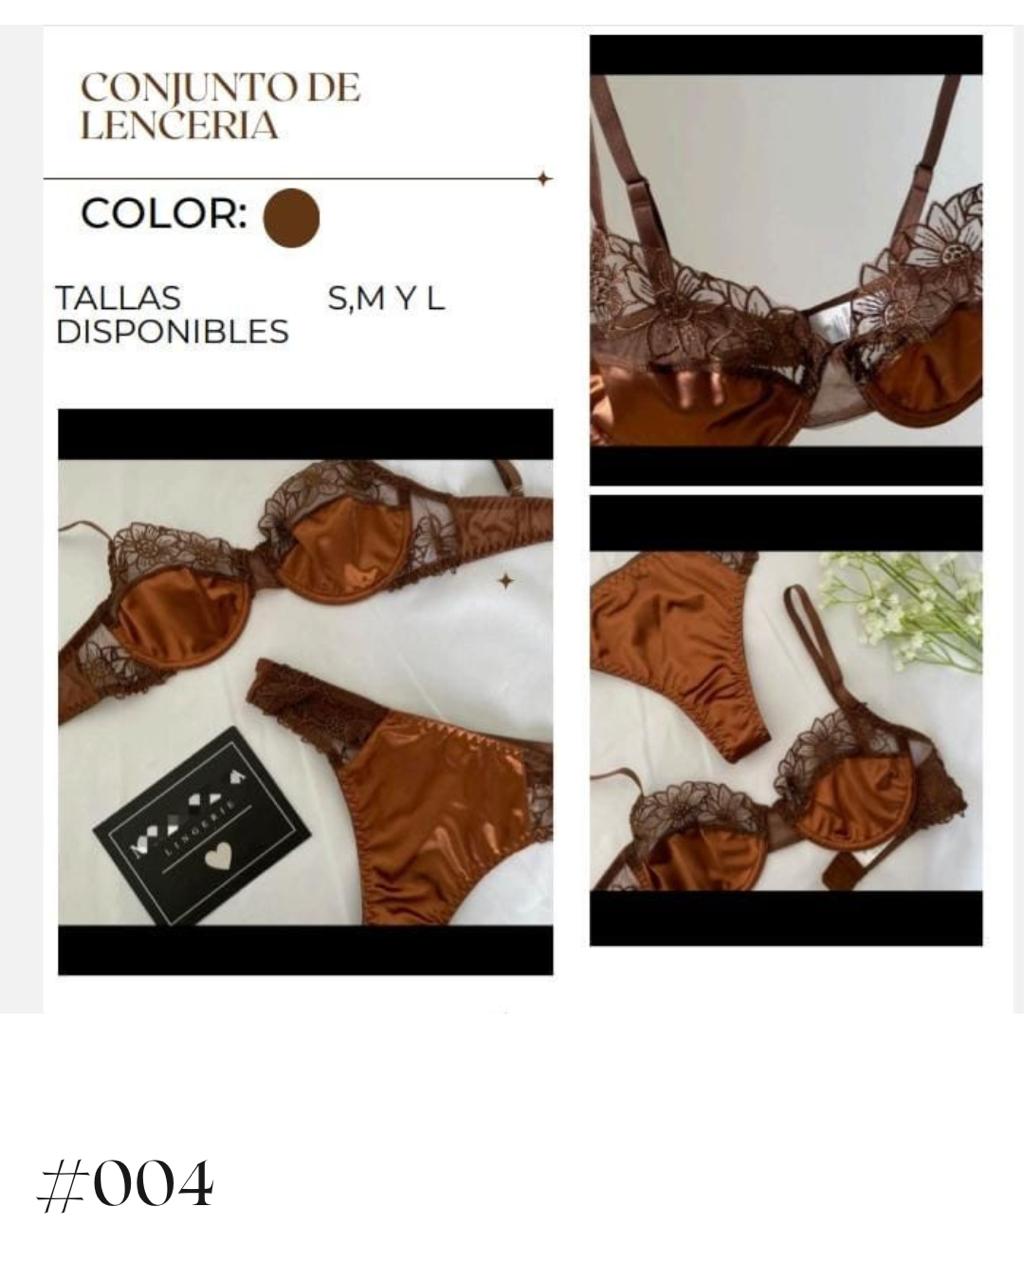 CONJUNTO DE
LENCERIA
COLOR:
TALLAS
DISPONIBLES
S,M Y L
LINGERIE
#004